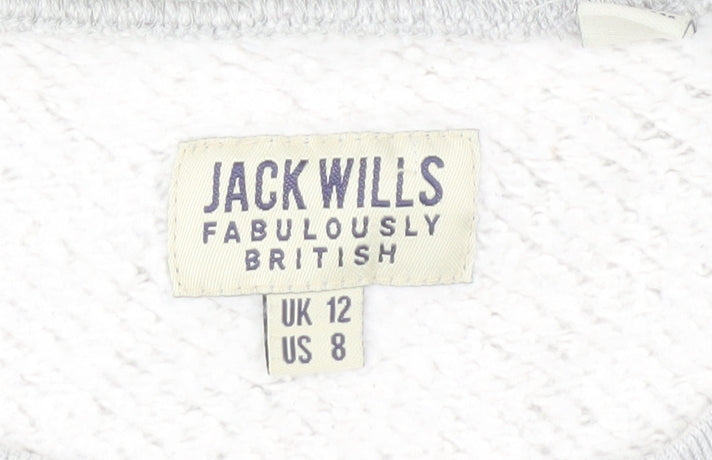 JACK WILLS
FABULOUSLY
BRITISH
UK 12
US 8